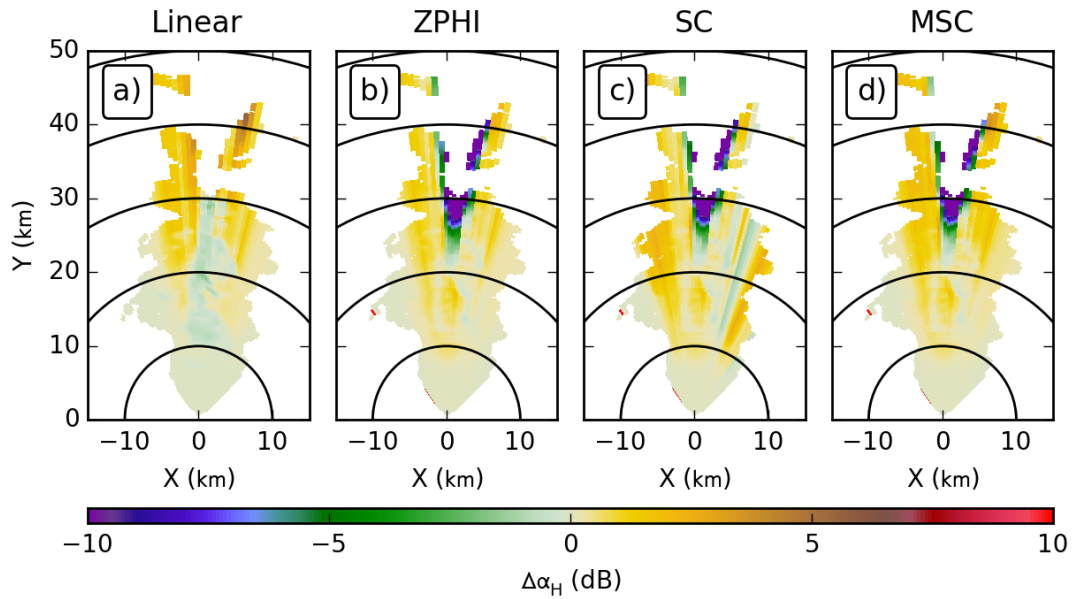 Linear ZPHI SC MSC
a) b) c) d)
50
40
30
20
10
0
Y (km)
−10 0 10 −10 0 10 −10 0 10 −10 0 10
X (km) X (km) X (km) X (km)
−10 −5 0 5 10
Δα_H (dB)